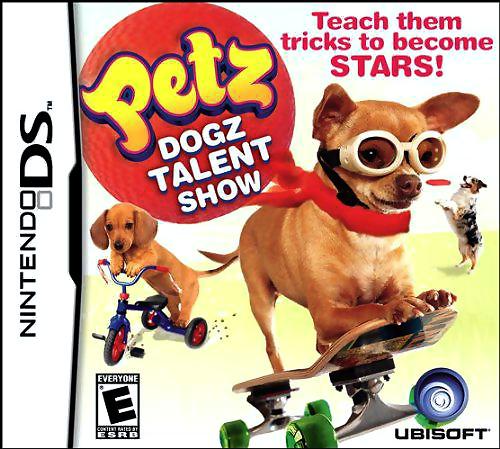 Teach them
tricks to become
STARS!
Petz
DOGZ
TALENT
SHOW
NINTENDO DS™
EVERYONE
E
CONTENT RATED BY
ESRB
UBISOFT